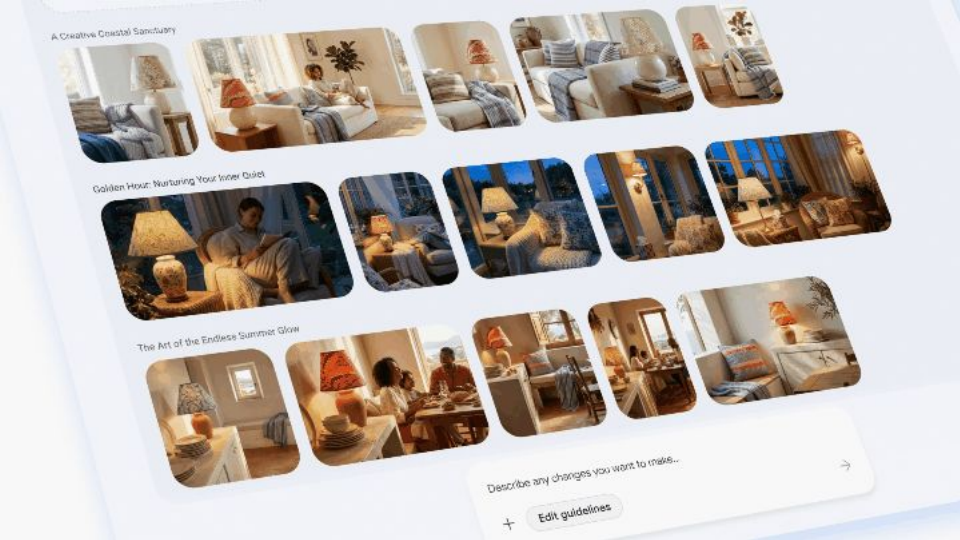 A Creative Coastal Sanctuary
Golden Hour: Nurturing Your Inner Quiet
The Art of the Endless Summer Glow
Describe any changes you want to make...
+ Edit guidelines